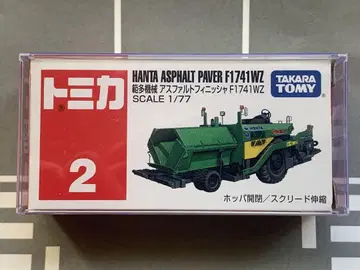 トミカ
2
HANTA ASPHALT PAVER F1741WZ
範多機械 アスファルトフィニッシャ F1741WZ
SCALE 1/77
TAKARA
TOMY
ホッパ開閉/スクリード伸縮